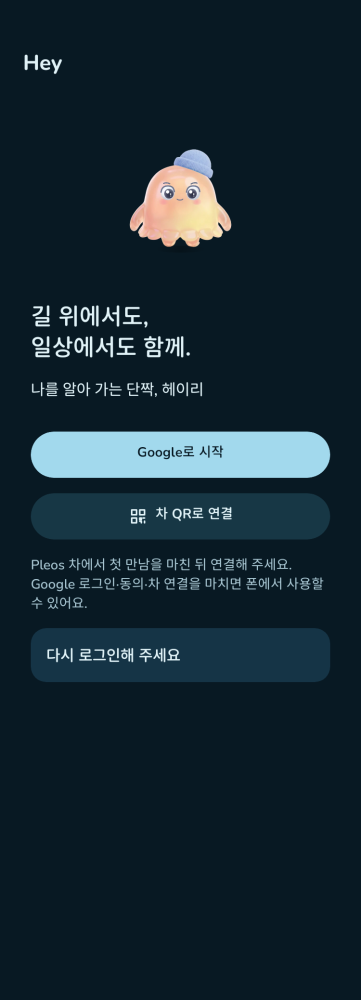 Hey
길 위에서도,
일상에서도 함께.
나를 알아 가는 단짝, 헤이리
Google로 시작
차 QR로 연결
Pleos 차에서 첫 만남을 마친 뒤 연결해 주세요.
Google 로그인·동의·차 연결을 마치면 폰에서 사용할
수 있어요.
다시 로그인해 주세요